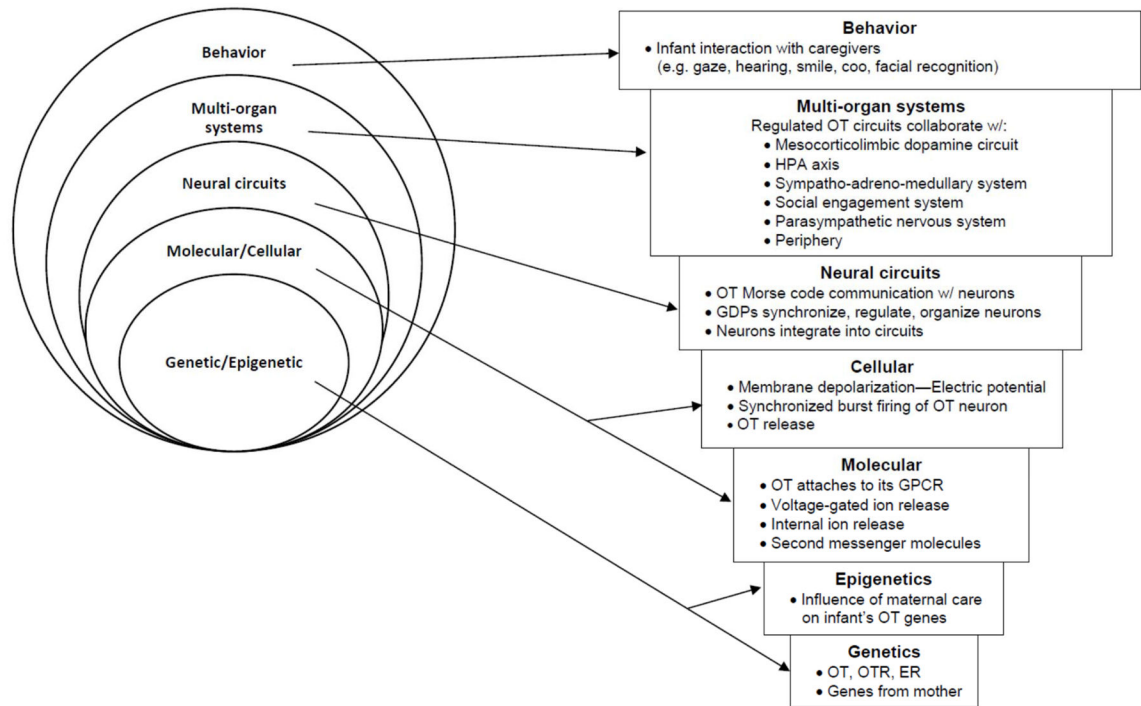 Behavior
Multi-organ
systems
Neural circuits
Molecular/Cellular
Genetic/Epigenetic
Behavior
• Infant interaction with caregivers
(e.g. gaze, hearing, smile, coo, facial recognition)
Multi-organ systems
Regulated OT circuits collaborate w/:
• Mesocorticolimbic dopamine circuit
• HPA axis
• Sympatho-adreno-medullary system
• Social engagement system
• Parasympathetic nervous system
• Periphery
Neural circuits
• OT Morse code communication w/ neurons
• GDPs synchronize, regulate, organize neurons
• Neurons integrate into circuits
Cellular
• Membrane depolarization—Electric potential
• Synchronized burst firing of OT neuron
• OT release
Molecular
• OT attaches to its GPCR
• Voltage-gated ion release
• Internal ion release
• Second messenger molecules
Epigenetics
• Influence of maternal care
on infant's OT genes
Genetics
• OT, OTR, ER
• Genes from mother